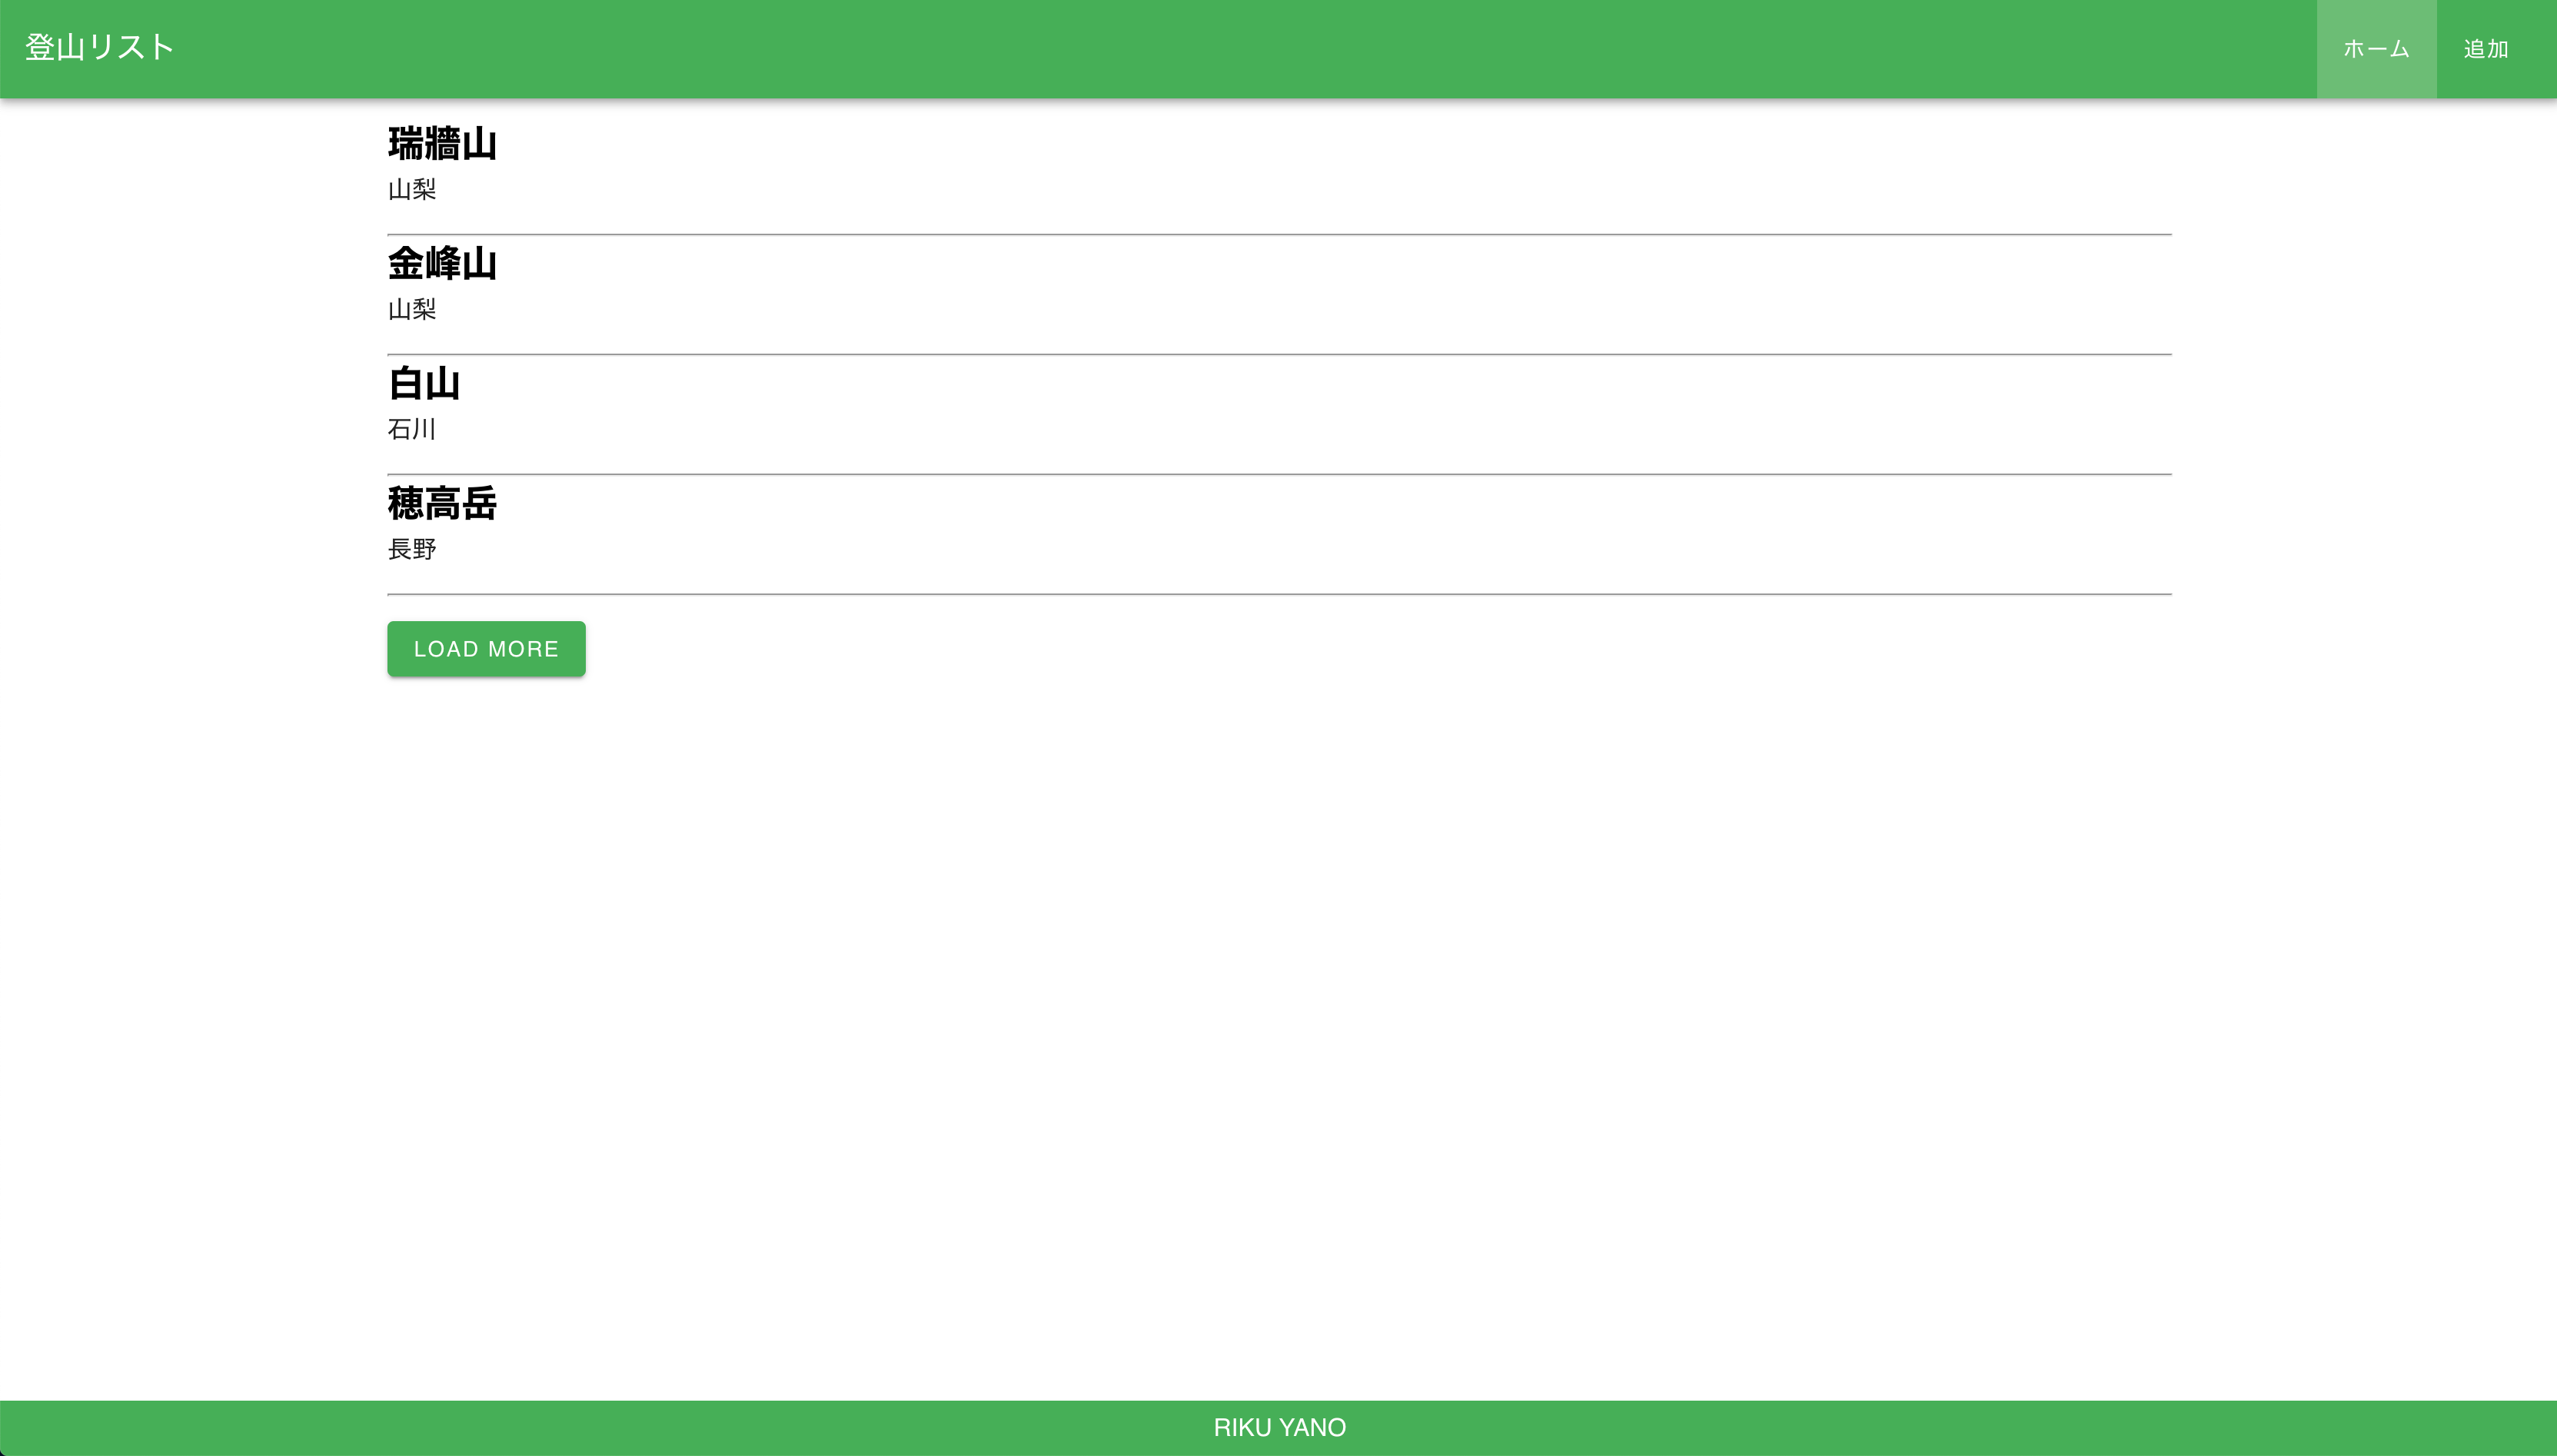 登山リスト
ホーム
追加
瑞牆山
山梨
金峰山
山梨
白山
石川
穂高岳
長野
LOAD MORE
RIKU YANO